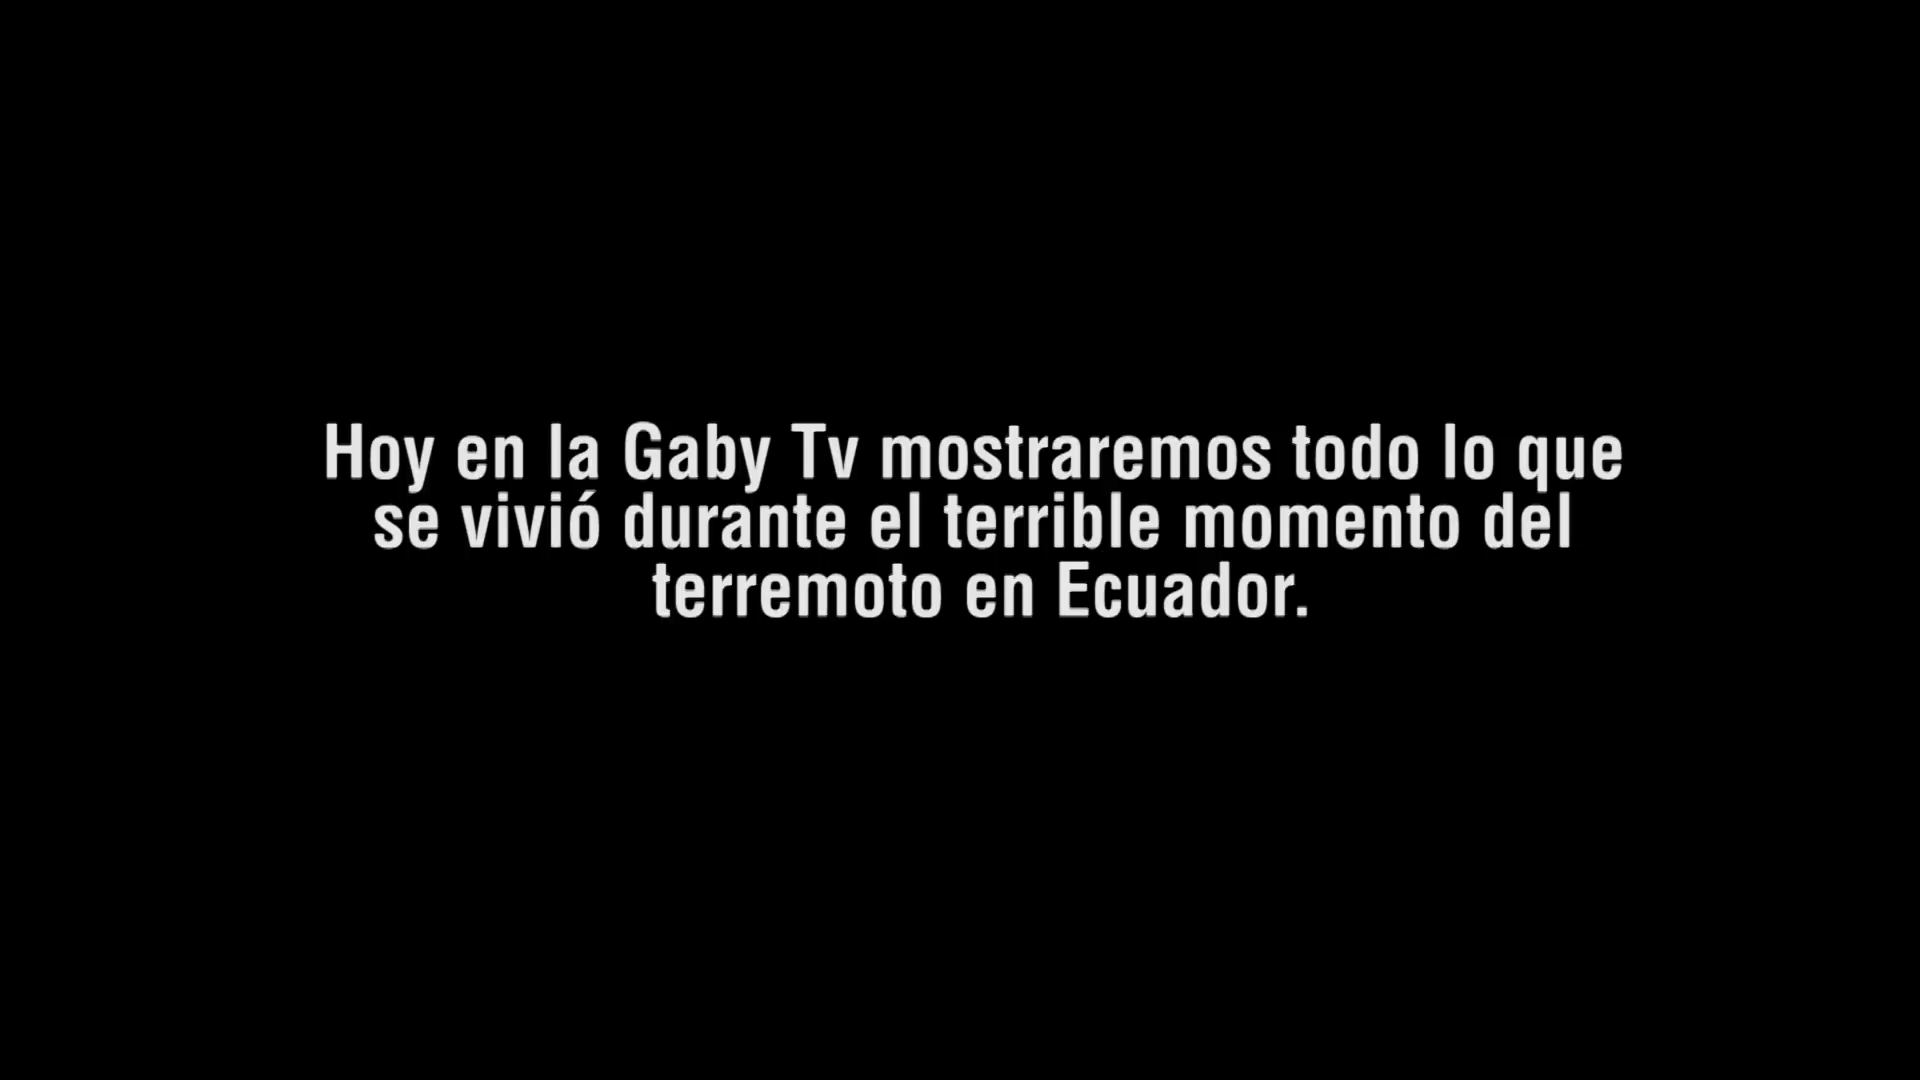 Hoy en la Gaby Tv mostraremos todo lo que
se vivió durante el terrible momento del
terremoto en Ecuador.